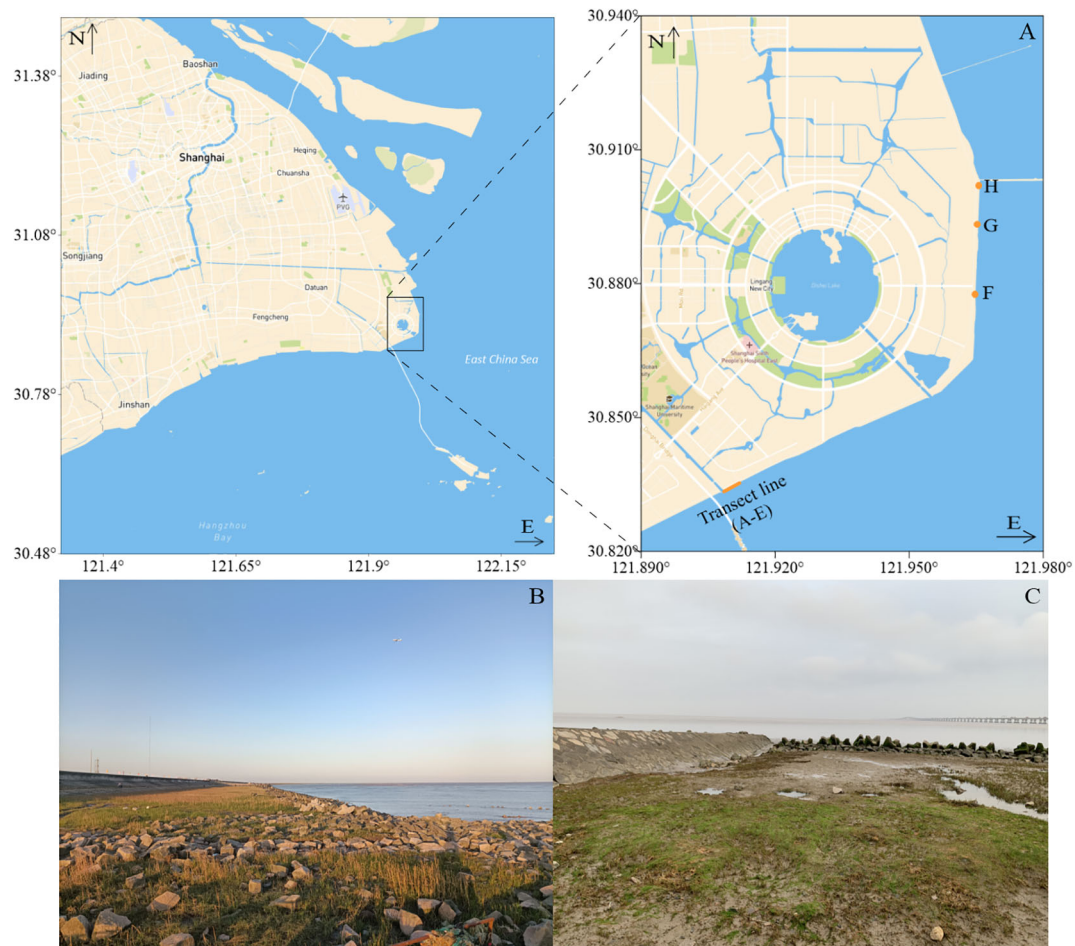 N
31.38°
31.08°
30.78°
30.48°
Jiading
Baoshan
Shanghai
Heqing
Chuansha
PVG
Songjiang
Datuan
Fengcheng
Jinshan
East China Sea
Hangzhou
Bay
E
121.4°
121.65°
121.9°
122.15°
A
N
30.940°
30.910°
30.880°
30.850°
30.820°
H
G
F
Lingang
New City
Dishui Lake
Shanghai Sixth
People's Hospital East
Shanghai Maritime
University
Transect line
(A-E)
E
121.890°
121.920°
121.950°
121.980°
B
C